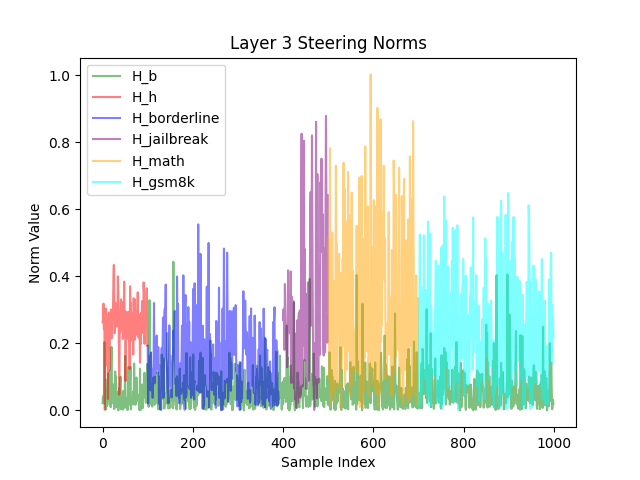 Layer 3 Steering Norms
H_b
H_h
H_borderline
H_jailbreak
H_math
H_gsm8k
Norm Value
1.0
0.8
0.6
0.4
0.2
0.0
0
200
400
600
800
1000
Sample Index